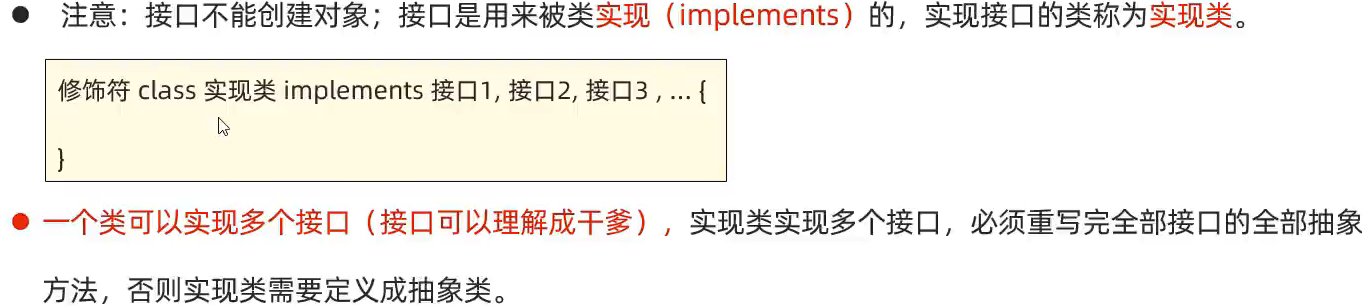 ● 注意：接口不能创建对象；接口是用来被类实现（implements）的，实现接口的类称为实现类。
修饰符 class 实现类 implements 接口1, 接口2, 接口3 , ... {
}
● 一个类可以实现多个接口（接口可以理解成干爹），实现类实现多个接口，必须重写完全部接口的全部抽象
方法，否则实现类需要定义成抽象类。